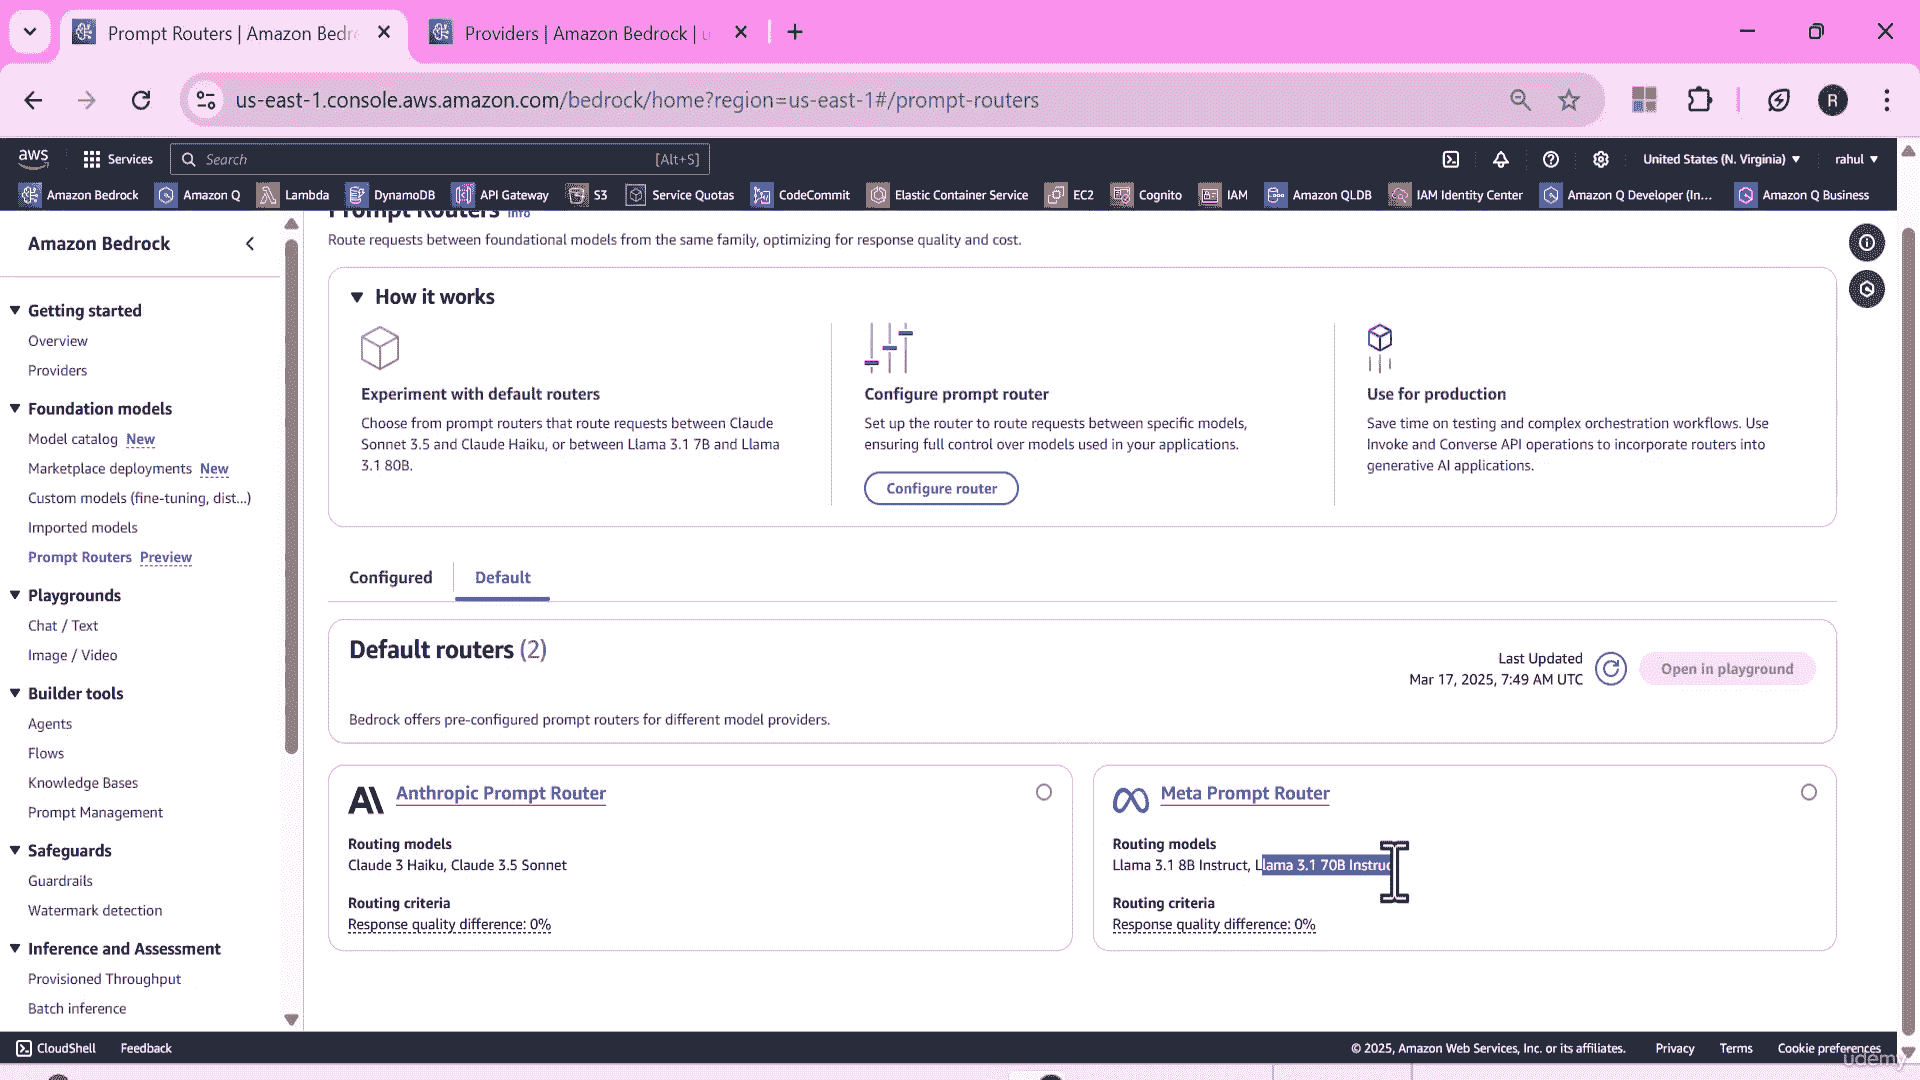 Prompt Routers | Amazon Bedr
Providers | Amazon Bedrock | u
us-east-1.console.aws.amazon.com/bedrock/home?region=us-east-1#/prompt-routers
R
aws
Services
Search
[Alt+S]
United States (N. Virginia)
rahul
Amazon Bedrock
Amazon Q
Lambda
DynamoDB
API Gateway
S3
Service Quotas
CodeCommit
Elastic Container Service
EC2
Cognito
IAM
Amazon QLDB
IAM Identity Center
Amazon Q Developer (In...
Amazon Q Business
Amazon Bedrock
Getting started
Overview
Providers
Foundation models
Model catalog New
Marketplace deployments New
Custom models (fine-tuning, dist...)
Imported models
Prompt Routers Preview
Playgrounds
Chat / Text
Image / Video
Builder tools
Agents
Flows
Knowledge Bases
Prompt Management
Safeguards
Guardrails
Watermark detection
Inference and Assessment
Provisioned Throughput
Batch inference
Prompt Routers Info
Route requests between foundational models from the same family, optimizing for response quality and cost.
How it works
Experiment with default routers
Choose from prompt routers that route requests between Claude
Sonnet 3.5 and Claude Haiku, or between Llama 3.1 7B and Llama
3.1 80B.
Configure prompt router
Set up the router to route requests between specific models,
ensuring full control over models used in your applications.
Configure router
Use for production
Save time on testing and complex orchestration workflows. Use
Invoke and Converse API operations to incorporate routers into
generative AI applications.
Configured
Default
Default routers (2)
Last Updated
Mar 17, 2025, 7:49 AM UTC
Open in playground
Bedrock offers pre-configured prompt routers for different model providers.
Anthropic Prompt Router
Routing models
Claude 3 Haiku, Claude 3.5 Sonnet
Routing criteria
Response quality difference: 0%
Meta Prompt Router
Routing models
Llama 3.1 8B Instruct, Llama 3.1 70B Instruc
Routing criteria
Response quality difference: 0%
CloudShell
Feedback
© 2025, Amazon Web Services, Inc. or its affiliates.
Privacy
Terms
Cookie preferences
udemy